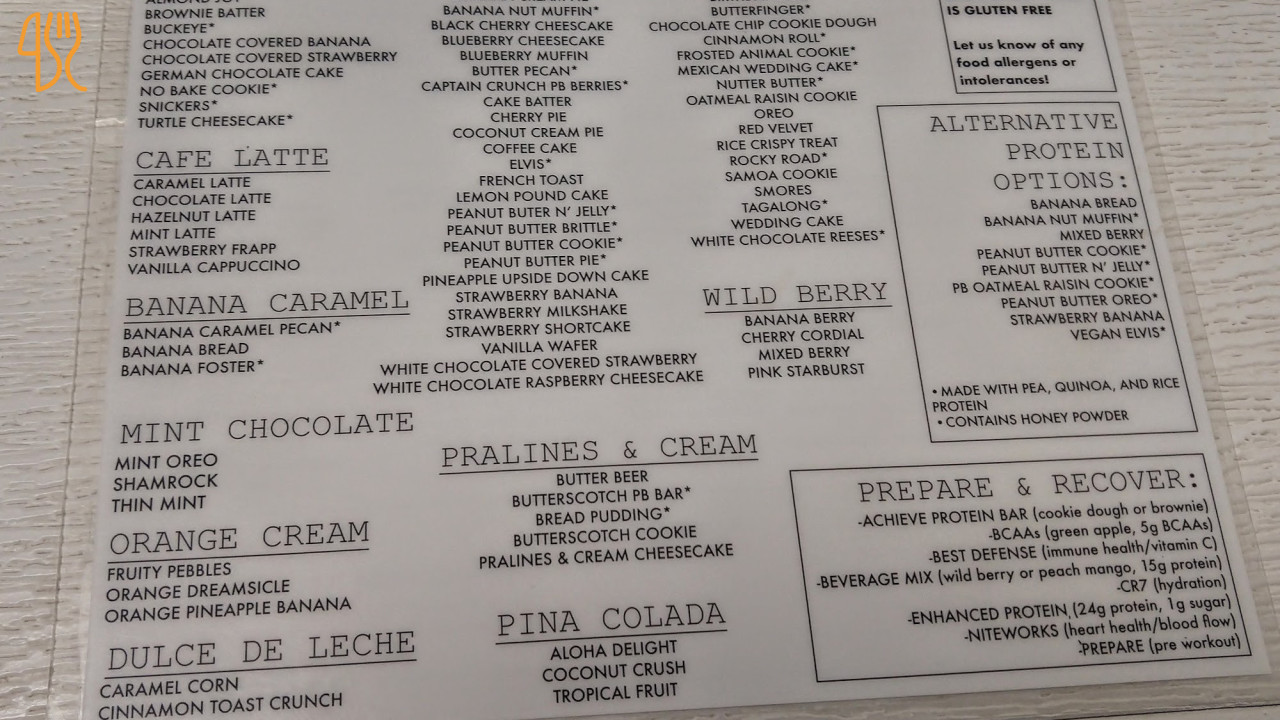 BROWNIE BATTER
BUCKEYE*
CHOCOLATE COVERED BANANA
CHOCOLATE COVERED STRAWBERRY
GERMAN CHOCOLATE CAKE
NO BAKE COOKIE*
SNICKERS*
TURTLE CHEESECAKE*
CAFE LATTE
CARAMEL LATTE
CHOCOLATE LATTE
HAZELNUT LATTE
MINT LATTE
STRAWBERRY FRAPP
VANILLA CAPPUCCINO
BANANA CARAMEL
BANANA CARAMEL PECAN*
BANANA BREAD
BANANA FOSTER*
MINT CHOCOLATE
MINT OREO
SHAMROCK
THIN MINT
ORANGE CREAM
FRUITY PEBBLES
ORANGE DREAMSICLE
ORANGE PINEAPPLE BANANA
DULCE DE LECHE
CARAMEL CORN
CINNAMON TOAST CRUNCH
BANANA NUT MUFFIN*
BLACK CHERRY CHEESCAKE
BLUEBERRY CHEESECAKE
BLUEBERRY MUFFIN
BUTTER PECAN*
CAPTAIN CRUNCH PB BERRIES*
CAKE BATTER
CHERRY PIE
COCONUT CREAM PIE
COFFEE CAKE
ELVIS*
FRENCH TOAST
LEMON POUND CAKE
PEANUT BUTER N' JELLY*
PEANUT BUTTER BRITTLE*
PEANUT BUTTER COOKIE*
PEANUT BUTTER PIE*
PINEAPPLE UPSIDE DOWN CAKE
STRAWBERRY BANANA
STRAWBERRY MILKSHAKE
STRAWBERRY SHORTCAKE
VANILLA WAFER
WHITE CHOCOLATE COVERED STRAWBERRY
WHITE CHOCOLATE RASPBERRY CHEESECAKE
PRALINES & CREAM
BUTTER BEER
BUTTERSCOTCH PB BAR*
BREAD PUDDING*
BUTTERSCOTCH COOKIE
PRALINES & CREAM CHEESECAKE
PINA COLADA
ALOHA DELIGHT
COCONUT CRUSH
TROPICAL FRUIT
BUTTERFINGER*
CHOCOLATE CHIP COOKIE DOUGH
CINNAMON ROLL*
FROSTED ANIMAL COOKIE*
MEXICAN WEDDING CAKE*
NUTTER BUTTER*
OATMEAL RAISIN COOKIE
OREO
RED VELVET
RICE CRISPY TREAT
ROCKY ROAD*
SAMOA COOKIE
SMORES
TAGALONG*
WEDDING CAKE
WHITE CHOCOLATE REESES*
WILD BERRY
BANANA BERRY
CHERRY CORDIAL
MIXED BERRY
PINK STARBURST
IS GLUTEN FREE
Let us know of any
food allergens or
intolerances!
ALTERNATIVE
PROTEIN
OPTIONS:
BANANA BREAD
BANANA NUT MUFFIN*
MIXED BERRY
PEANUT BUTTER COOKIE*
PEANUT BUTTER N' JELLY*
PB OATMEAL RAISIN COOKIE*
PEANUT BUTTER OREO*
STRAWBERRY BANANA
VEGAN ELVIS*
• MADE WITH PEA, QUINOA, AND RICE
PROTEIN
• CONTAINS HONEY POWDER
PREPARE & RECOVER:
-ACHIEVE PROTEIN BAR (cookie dough or brownie)
-BCAAs (green apple, 5g BCAAs)
-BEST DEFENSE (immune health/vitamin C)
-BEVERAGE MIX (wild berry or peach mango, 15g protein)
-CR7 (hydration)
-ENHANCED PROTEIN (24g protein, 1g sugar)
-NITEWORKS (heart health/blood flow)
-PREPARE (pre workout)